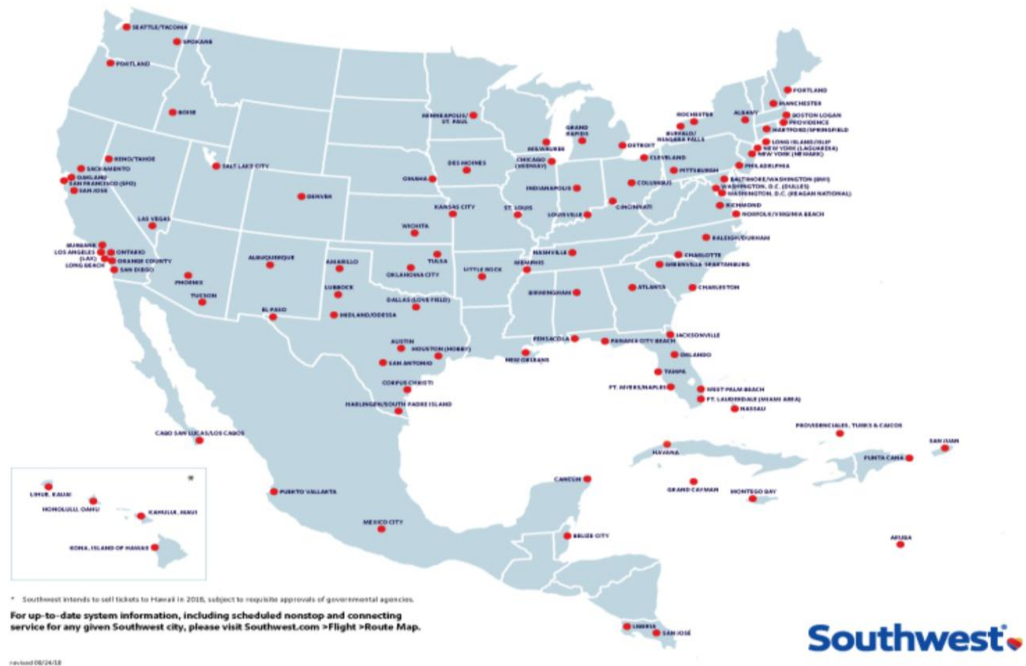 SEATTLE/TACOMA
SPOKANE
PORTLAND
BOISE
MINNEAPOLIS/
ST. PAUL
PORTLAND
MANCHESTER
ROCHESTER
ALBANY
BOSTON LOGAN
PROVIDENCE
HARTFORD/SPRINGFIELD
GRAND
RAPIDS
BUFFALO/
NIAGARA FALLS
LONG ISLAND/ISLIP
NEW YORK (LAGUARDIA)
NEW YORK (NEWARK)
MILWAUKEE
DETROIT
CHICAGO
(MIDWAY)
CLEVELAND
PHILADELPHIA
PITTSBURGH
RENO/TAHOE
SACRAMENTO
OAKLAND
SAN FRANCISCO (SFO)
SAN JOSE
SALT LAKE CITY
DES MOINES
OMAHA
DENVER
INDIANAPOLIS
COLUMBUS
BALTIMORE/WASHINGTON (BWI)
WASHINGTON, D.C. (DULLES)
WASHINGTON, D.C. (REAGAN NATIONAL)
KANSAS CITY
ST. LOUIS
LOUISVILLE
CINCINNATI
RICHMOND
NORFOLK/VIRGINIA BEACH
LAS VEGAS
WICHITA
RALEIGH/DURHAM
BURBANK
LOS ANGELES
(LAX)
ONTARIO
ORANGE COUNTY
LONG BEACH
SAN DIEGO
ALBUQUERQUE
AMARILLO
TULSA
OKLAHOMA CITY
NASHVILLE
MEMPHIS
LITTLE ROCK
CHARLOTTE
GREENVILLE-SPARTANBURG
PHOENIX
TUCSON
LUBBOCK
DALLAS (LOVE FIELD)
BIRMINGHAM
ATLANTA
CHARLESTON
EL PASO
MIDLAND/ODESSA
AUSTIN
HOUSTON (HOBBY)
SAN ANTONIO
NEW ORLEANS
PENSACOLA
PANAMA CITY BEACH
JACKSONVILLE
ORLANDO
TAMPA
CORPUS CHRISTI
HARLINGEN/SOUTH PADRE ISLAND
FT. MYERS/NAPLES
WEST PALM BEACH
FT. LAUDERDALE (MIAMI AREA)
NASSAU
CABO SAN LUCAS/LOS CABOS
PROVIDENCIALES, TURKS & CAICOS
SAN JUAN
HAVANA
PUNTA CANA
CANCUN
GRAND CAYMAN
MONTEGO BAY
PUERTO VALLARTA
MEXICO CITY
BELIZE CITY
ARUBA
LIBERIA
SAN JOSÉ
*
LIHUE, KAUAI
HONOLULU, OAHU
KAHULUI, MAUI
KONA, ISLAND OF HAWAII
* Southwest intends to sell tickets to Hawaii in 2018, subject to requisite approvals of governmental agencies.
For up-to-date system information, including scheduled nonstop and connecting
service for any given Southwest city, please visit Southwest.com >Flight >Route Map.
revised 08/24/18
Southwest®